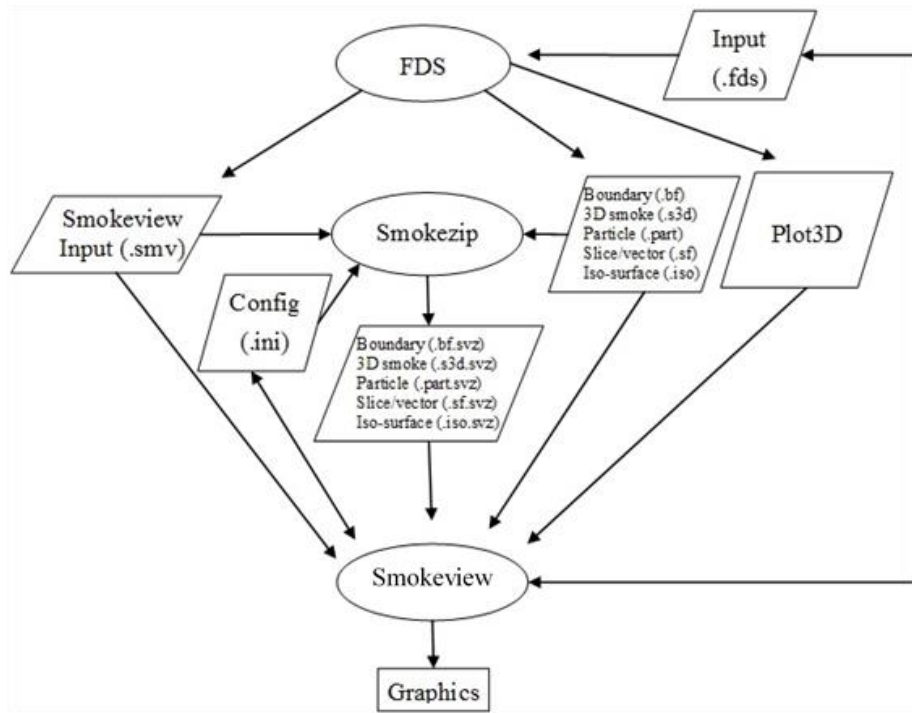 FDS
Input
(.fds)
Smokeview
Input (.smv)
Smokezip
Boundary (.bf)
3D smoke (.s3d)
Particle (.part)
Slice/vector (.sf)
Iso-surface (.iso)
Plot3D
Config
(.ini)
Boundary (.bf.svz)
3D smoke (.s3d.svz)
Particle (.part.svz)
Slice/vector (.sf.svz)
Iso-surface (.iso.svz)
Smokeview
Graphics